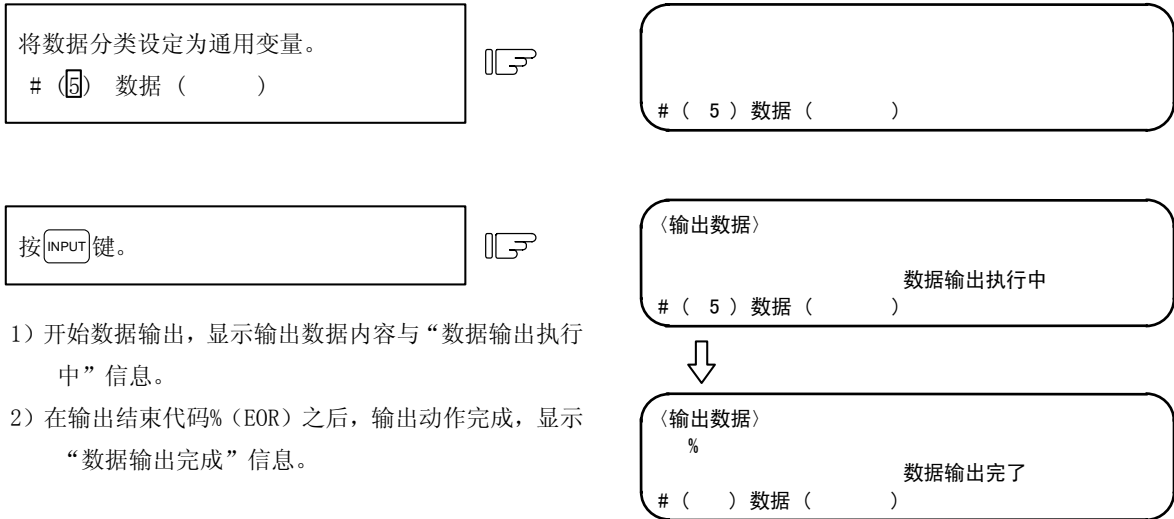 将数据分类设定为通用变量。
# (5) 数据 (      )
# ( 5 ) 数据 (      )
按INPUT键。
〈输出数据〉
数据输出执行中
# ( 5 ) 数据 (      )
1）开始数据输出，显示输出数据内容与“数据输出执行
中”信息。
2）在输出结束代码%（EOR）之后，输出动作完成，显示
“数据输出完成”信息。
〈输出数据〉
%
数据输出完了
# (   ) 数据 (      )